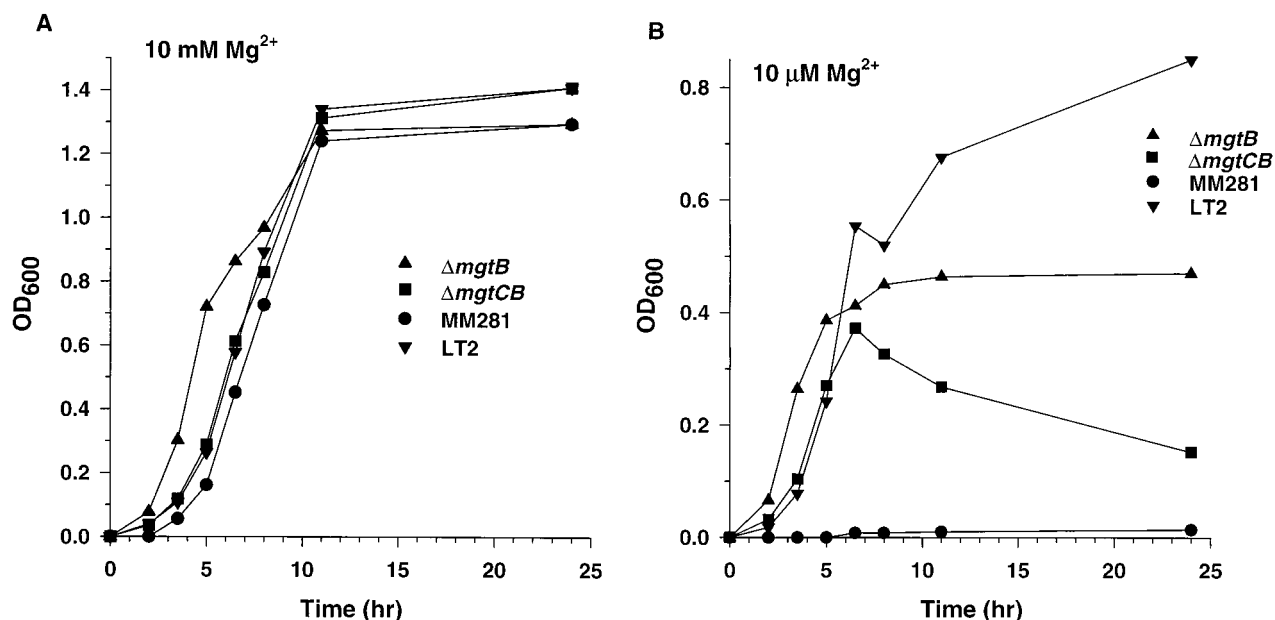 A
10 mM Mg2+
OD600
1.4
1.2
1.0
0.8
0.6
0.4
0.2
0.0
ΔmgtB
ΔmgtCB
MM281
LT2
0 5 10 15 20 25
Time (hr)
B
10 μM Mg2+
OD600
0.8
0.6
0.4
0.2
0.0
ΔmgtB
ΔmgtCB
MM281
LT2
0 5 10 15 20 25
Time (hr)